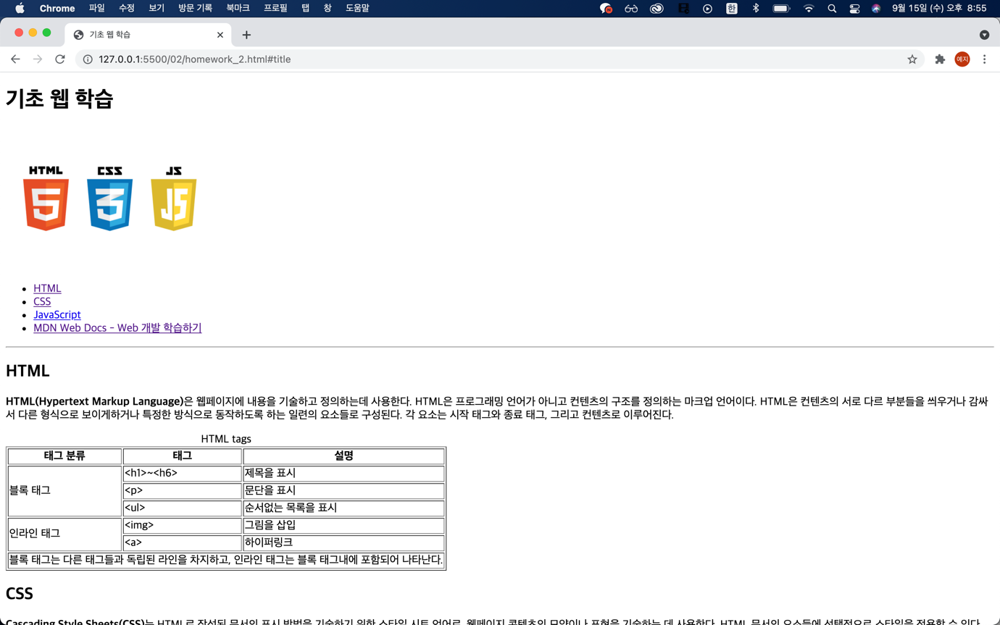 Chrome 파일 수정 보기 방문 기록 북마크 프로필 탭 창 도움말 한 9월 15일 (수) 오후 8:55
기초 웹 학습
127.0.0.1:5500/02/homework_2.html#title 예지
기초 웹 학습
HTML CSS JS
5 3 JS
HTML
CSS
JavaScript
MDN Web Docs - Web 개발 학습하기
HTML
HTML(Hypertext Markup Language)은 웹페이지에 내용을 기술하고 정의하는데 사용한다. HTML은 프로그래밍 언어가 아니고 컨텐츠의 구조를 정의하는 마크업 언어이다. HTML은 컨텐츠의 서로 다르 부분들을 씌우거나 감싸
서 다른 형식으로 보이게하거나 특정한 방식으로 동작하도록 하는 일련의 요소들로 구성된다. 각 요소는 시작 태그와 종료 태그, 그리고 컨텐츠로 이루어진다.
HTML tags
태그 분류 태그 설명
블록 태그 <h1>~<h6> 제목을 표시
<p> 문단을 표시
<ul> 순서없는 목록을 표시
인라인 태그 <img> 그림을 삽입
<a> 하이퍼링크
블록 태그는 다른 태그들과 독립된 라인을 차지하고, 인라인 태그는 블록 태그내에 포함되어 나타난다.
CSS
Cascading Style Sheets(CSS)는 HTML로 작성된 문서의 표시 방법을 기술하기 위한 스타일 시트 언어로, 웹페이지 콘텐츠의 모양이나 표현을 기술하는 데 사용한다. HTML 문서의 요소들에 선택적으로 스타일을 적용할 수 있다.